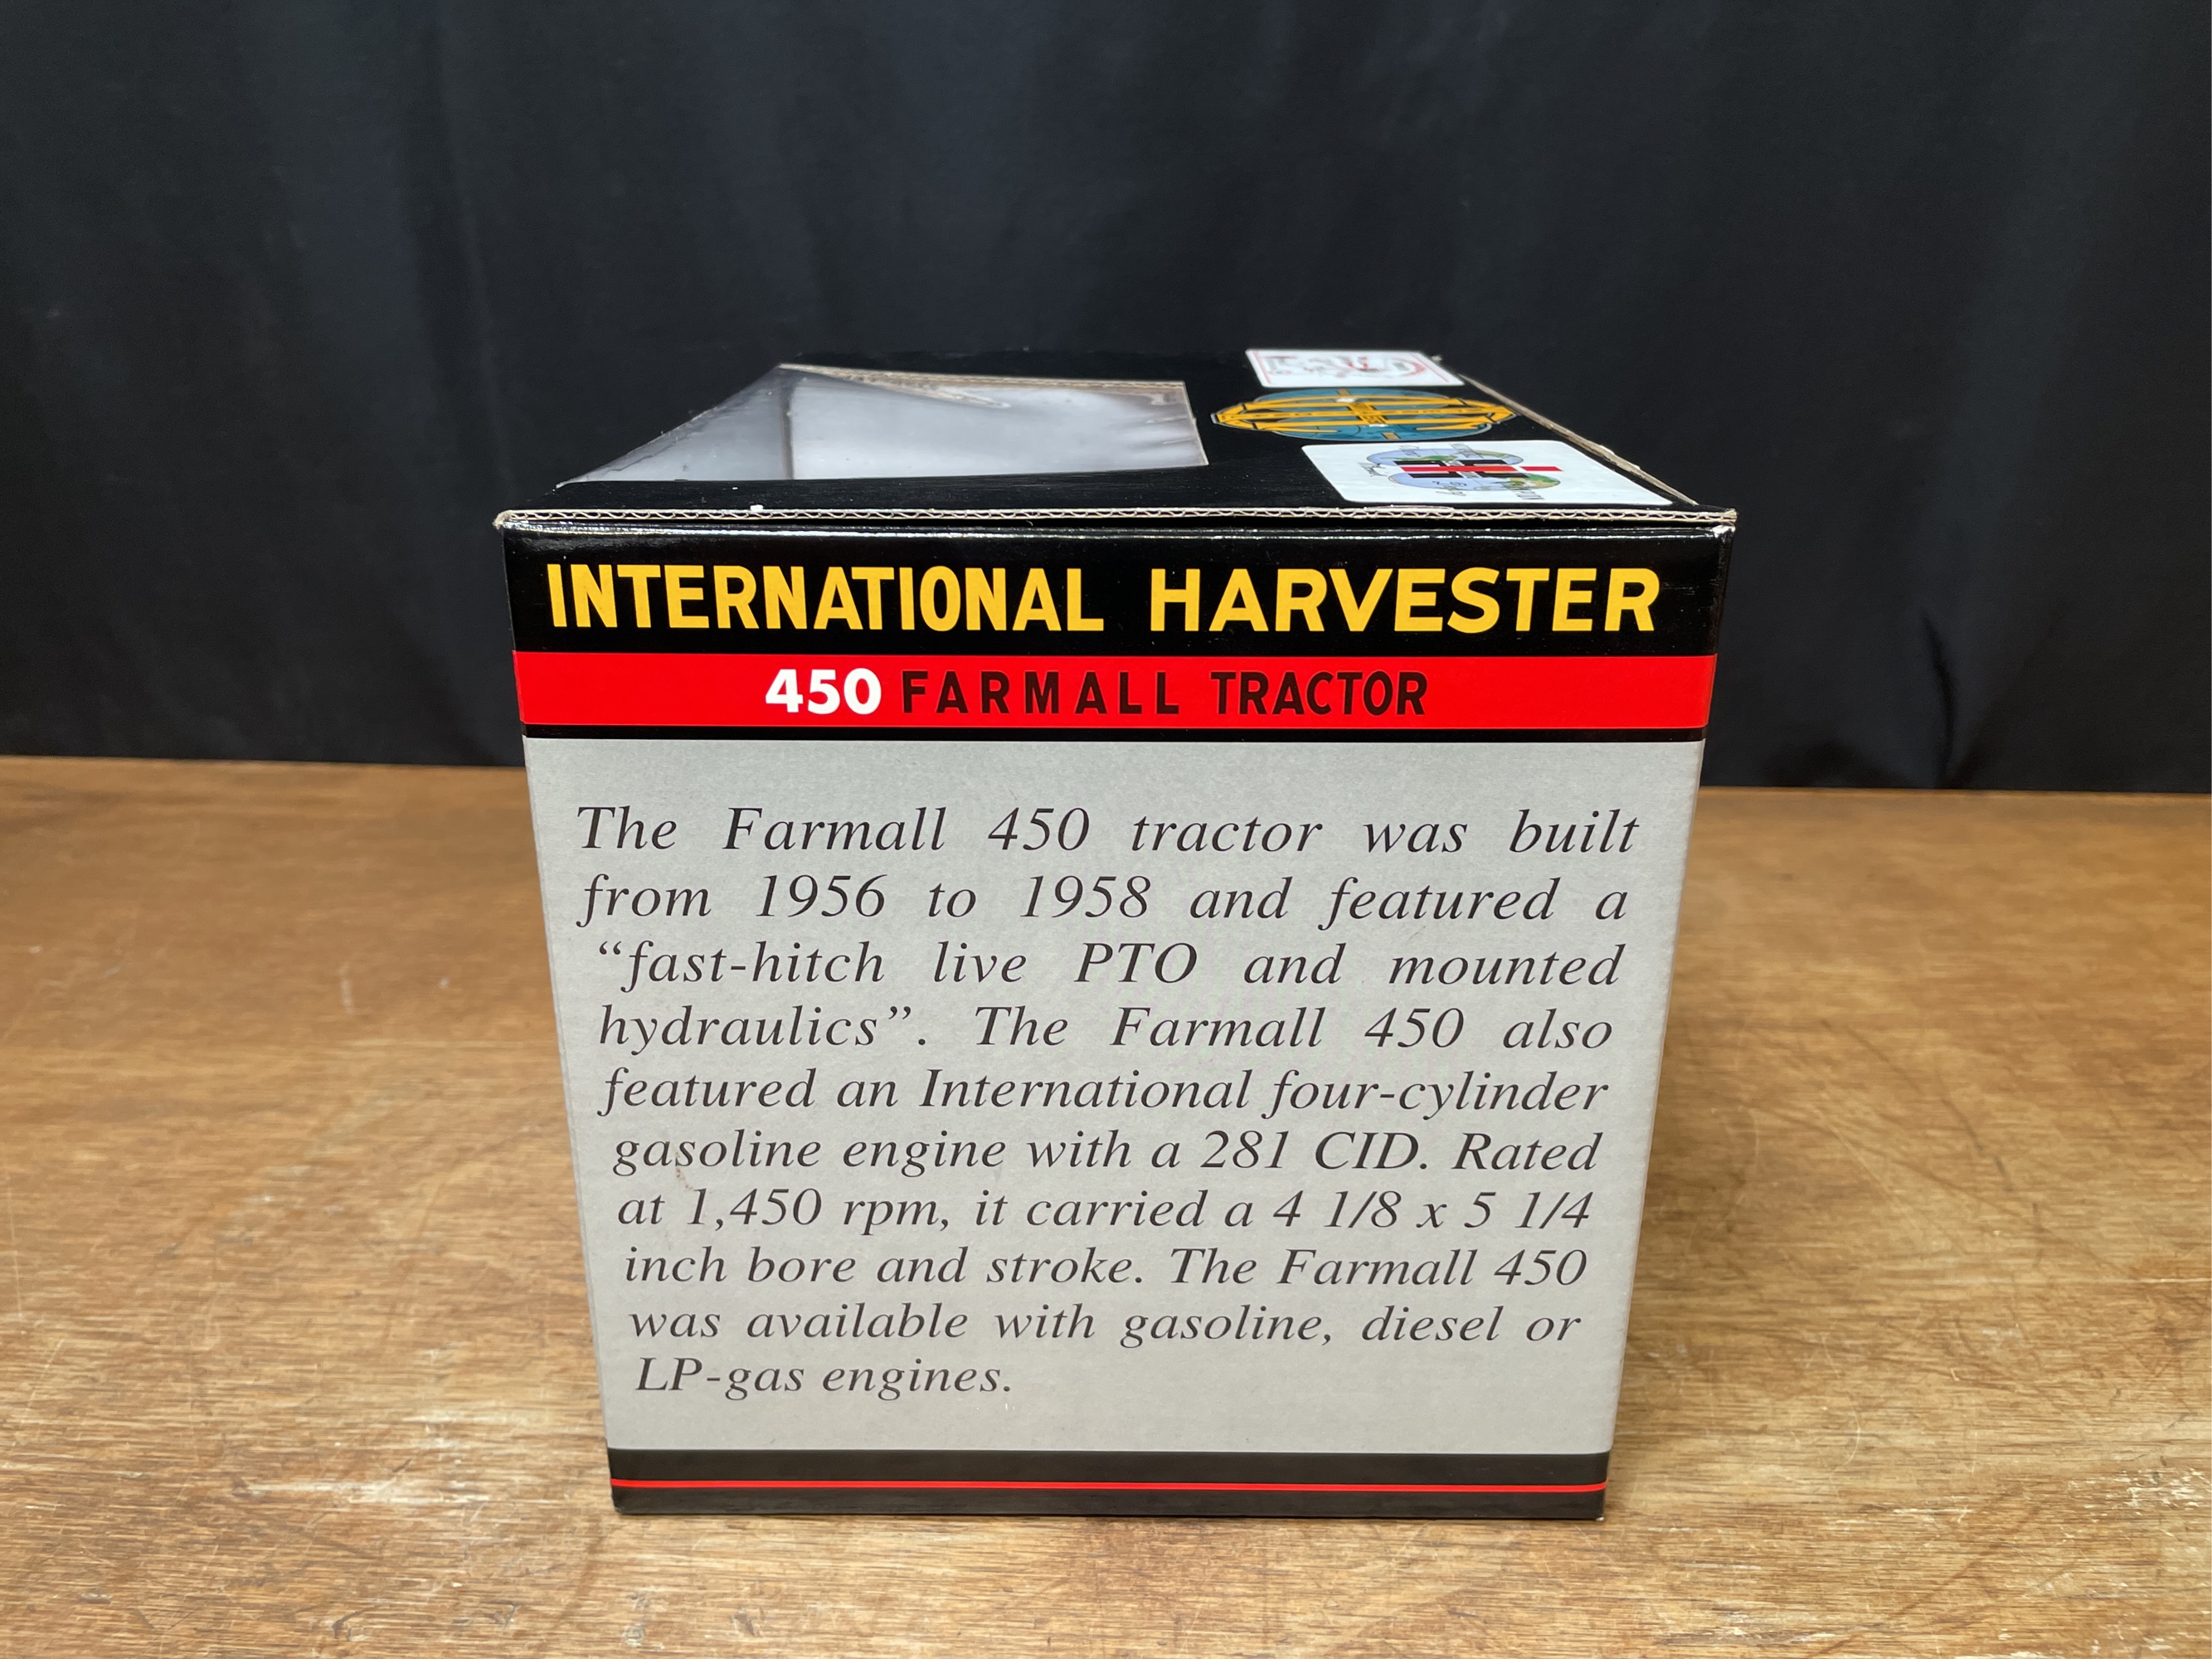 INTERNATIONAL HARVESTER
450 FARMALL TRACTOR
The Farmall 450 tractor was built
from 1956 to 1958 and featured a
“fast-hitch live PTO and mounted
hydraulics”. The Farmall 450 also
featured an International four-cylinder
gasoline engine with a 281 CID. Rated
at 1,450 rpm, it carried a 4 1/8 x 5 1/4
inch bore and stroke. The Farmall 450
was available with gasoline, diesel or
LP-gas engines.